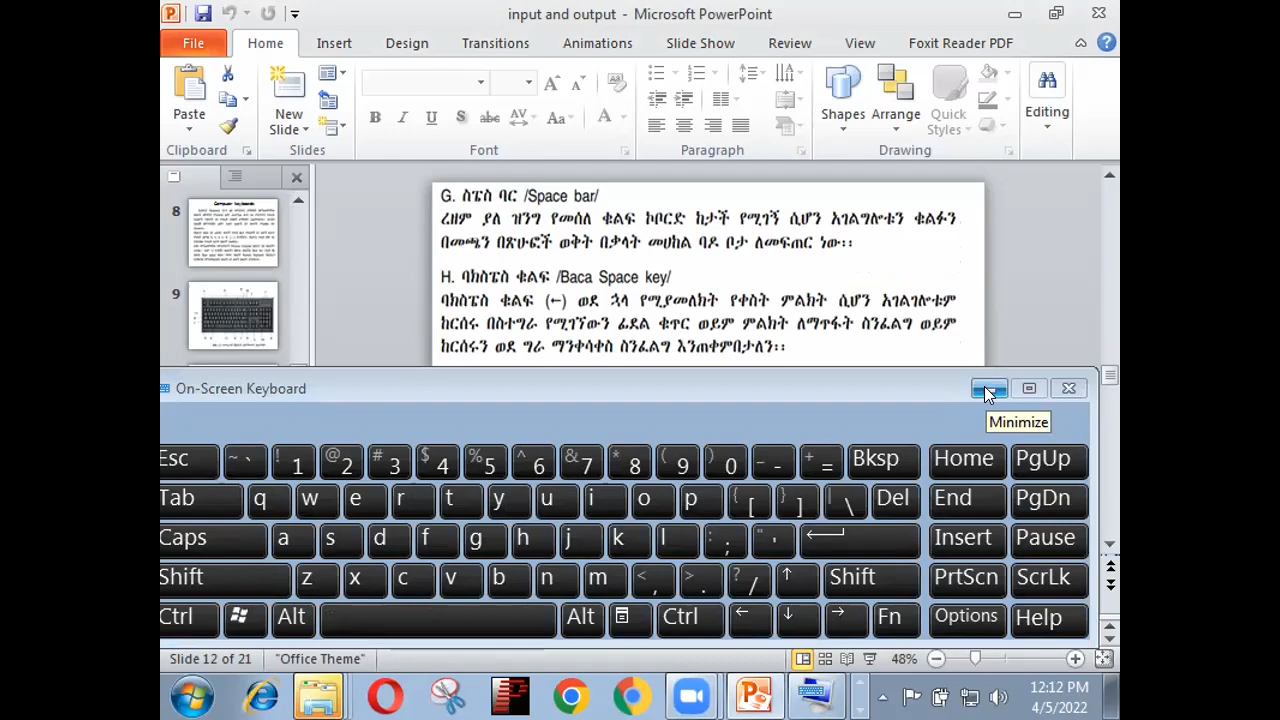 input and output - Microsoft PowerPoint
File Home Insert Design Transitions Animations Slide Show Review View Foxit Reader PDF
Paste New Slide Shapes Arrange Quick Styles Editing
B I U S abc AV Aa A
Clipboard Slides Font Paragraph Drawing
8
Computer keyboards
9
G. ስፔስ ባር /Space bar/
ረዘም ያለ ዝንግ የመሰለ ቁልፍ ከቦርድ ከታች የሚገኝ ሲሆን አገልግሎቱን ቁልፉን
በመጫን በጽሁፎች ወቅት በቃላት መሀከል ባዶ ቦታ ለመፍጠር ነው፡፡
H. ባክስፔስ ቁልፍ /Baca Space key/
ባክስፔስ ቁልፍ (←) ወደ ኋላ የሚያመለክት የቀስት ምልክት ሲሆን አገልገሎቱም
ከርሰሩ በስተግራ የሚገኘውን ፊደል ቁጥር ወይም ምልክት ለማጥፋት ስንፈልግ ወይም
ከርሰሩን ወደ ግራ ማንቀሳቀስ ስንፈልግ እንጠቀምበታለን፡፡
On-Screen Keyboard
Minimize
Esc ~ ` ! 1 @ 2 # 3 $ 4 % 5 ^ 6 & 7 * 8 ( 9 ) 0 _ - + = Bksp Home PgUp
Tab q w e r t y u i o p { [ } ] | \ Del End PgDn
Caps a s d f g h j k l : ; " ' Insert Pause
Shift z x c v b n m < , > . ? / ↑ Shift PrtScn ScrLk
Ctrl Alt Alt Ctrl ← ↓ → Fn Options Help
Slide 12 of 21 "Office Theme" 48%
12:12 PM
4/5/2022